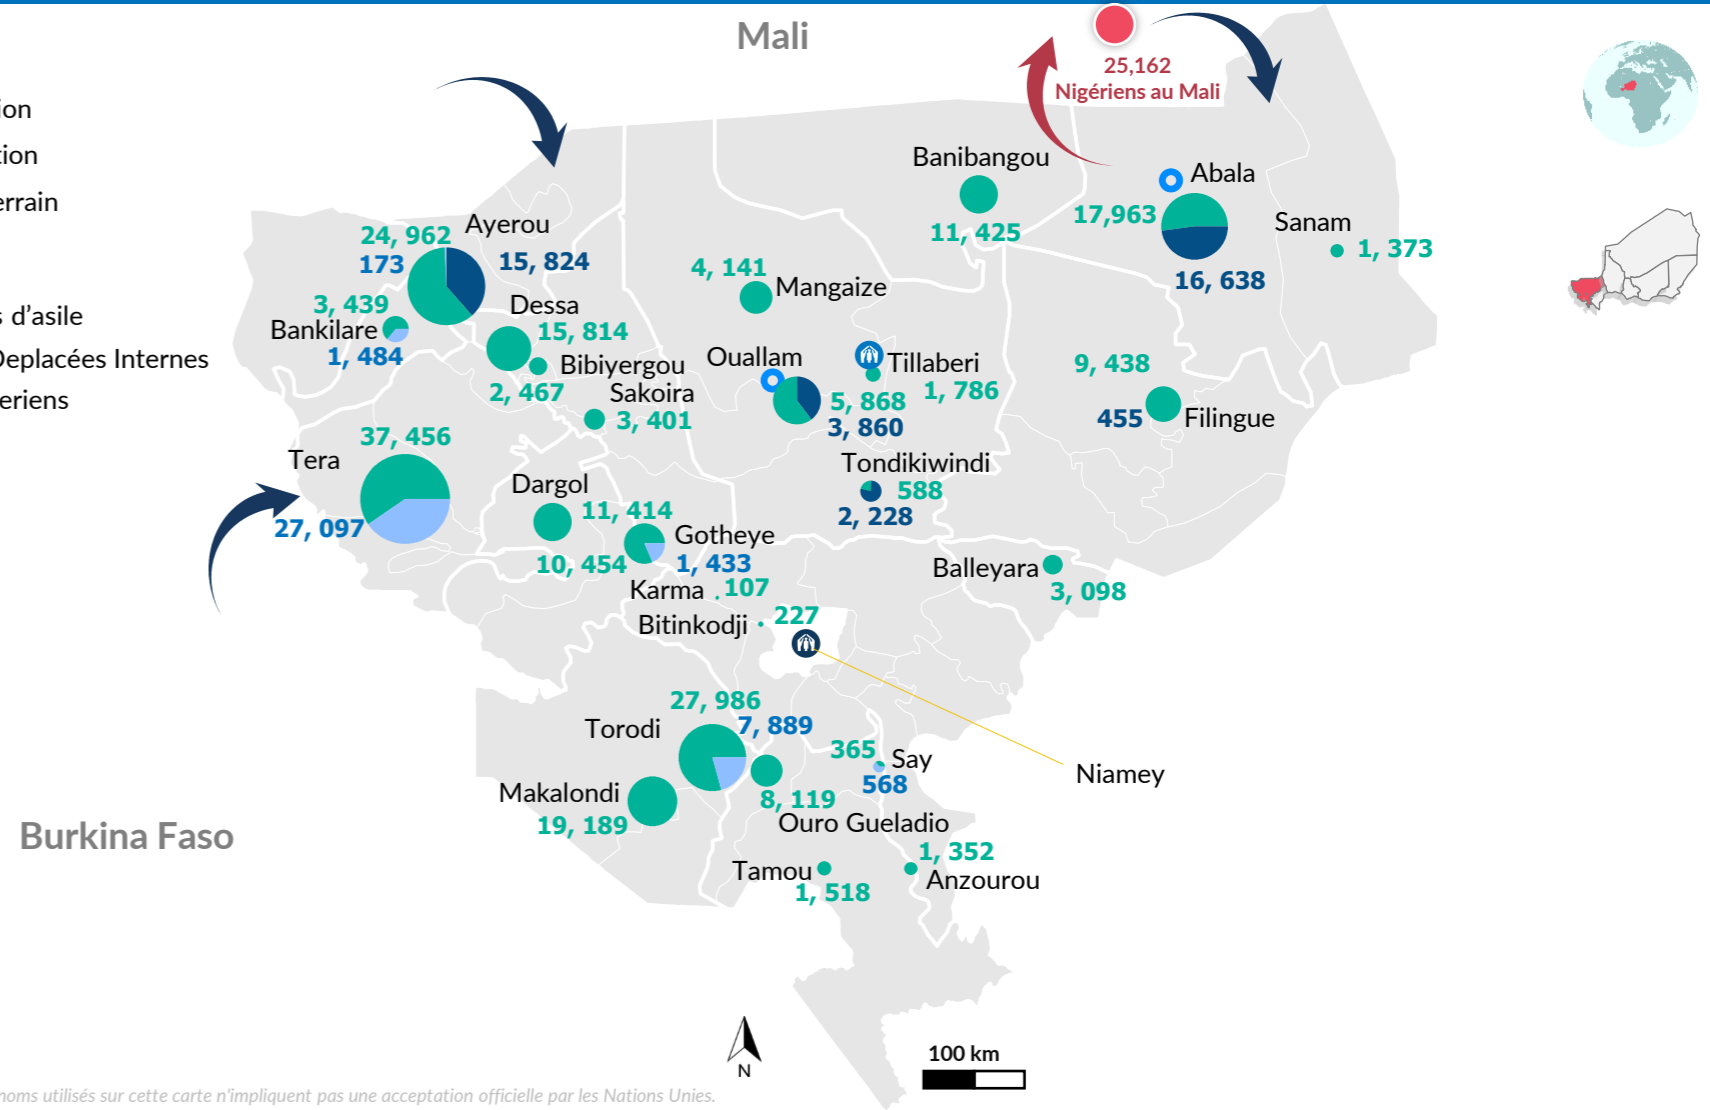 Mali
25,162
Nigériens au Mali
ion
tion
errain
s d’asile
Deplacées Internes
eriens
Banibangou
11, 425
Abala
17,963
16, 638
Sanam
1, 373
Ayerou
24, 962
173
15, 824
3, 439
Bankilare
1, 484
Dessa
15, 814
Bibiyergou
2, 467
Sakoira
3, 401
4, 141
Mangaize
Ouallam
5, 868
3, 860
Tillaberi
1, 786
9, 438
455
Filingue
Tondikiwindi
588
2, 228
37, 456
Tera
27, 097
Dargol
11, 414
10, 454
Gotheye
1, 433
Karma
107
Bitinkodji
227
Balleyara
3, 098
27, 986
Torodi
7, 889
Makalondi
19, 189
8, 119
Ouro Gueladio
365
Say
568
Niamey
Burkina Faso
Tamou
1, 518
1, 352
Anzourou
N
100 km
noms utilisés sur cette carte n'impliquent pas une acceptation officielle par les Nations Unies.